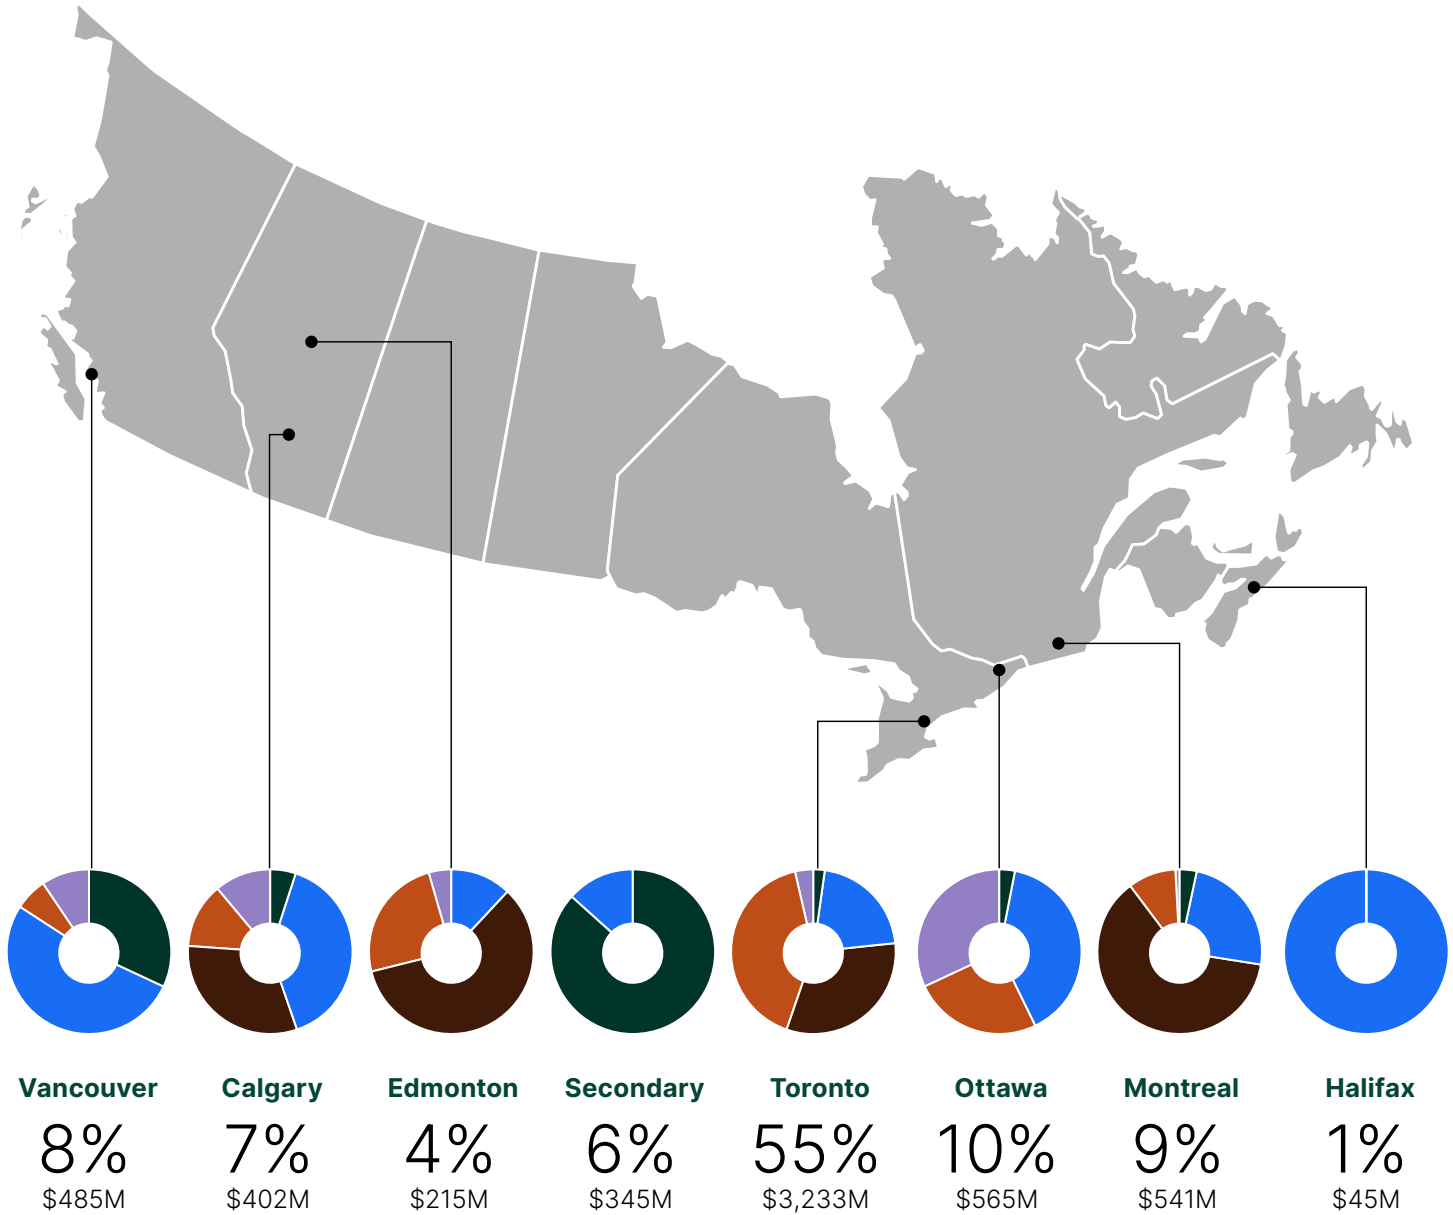 Vancouver
8%
$485M
Calgary
7%
$402M
Edmonton
4%
$215M
Secondary
6%
$345M
Toronto
55%
$3,233M
Ottawa
10%
$565M
Montreal
9%
$541M
Halifax
1%
$45M